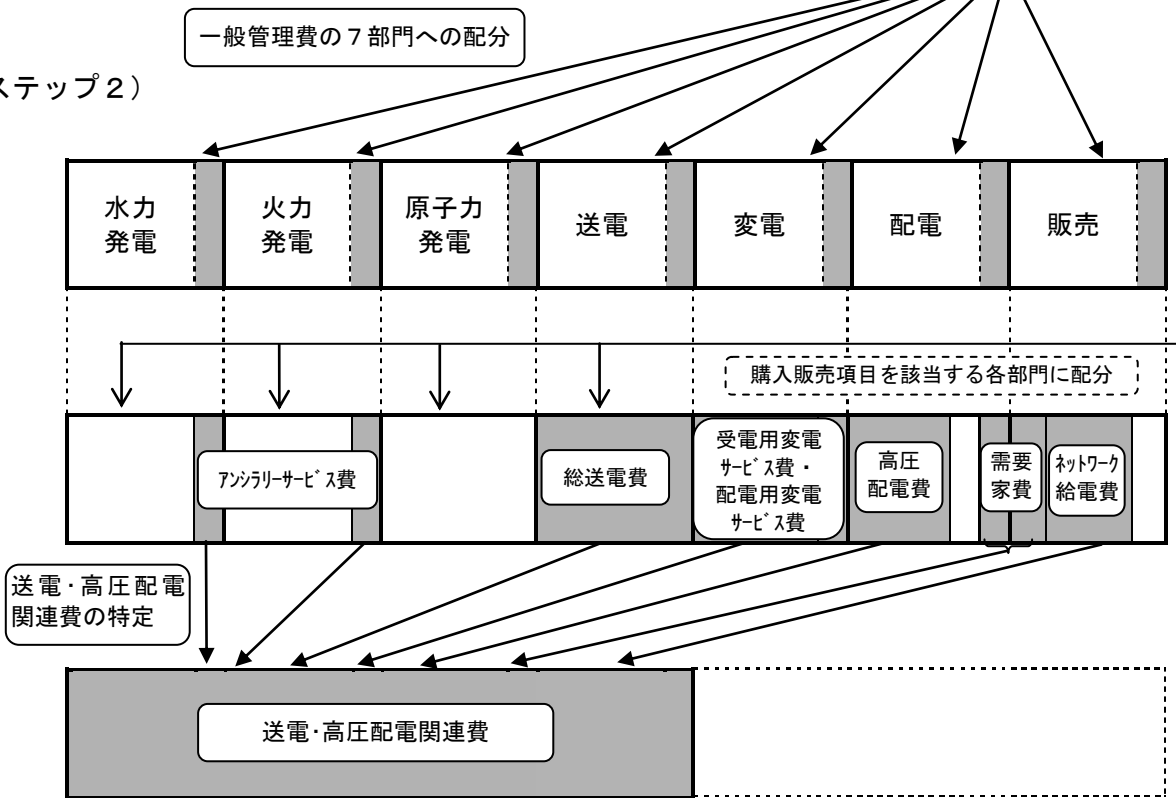 一般管理費の７部門への配分
ステップ２）
水力
発電
火力
発電
原子力
発電
送電
変電
配電
販売
購入販売項目を該当する各部門に配分
ｱﾝｼﾗﾘｰｻｰﾋﾞｽ費
総送電費
受電用変電
ｻｰﾋﾞｽ費・
配電用変電
ｻｰﾋﾞｽ費
高圧
配電費
需要
家費
ﾈｯﾄﾜｰｸ
給電費
送電･高圧配電
関連費の特定
送電･高圧配電関連費